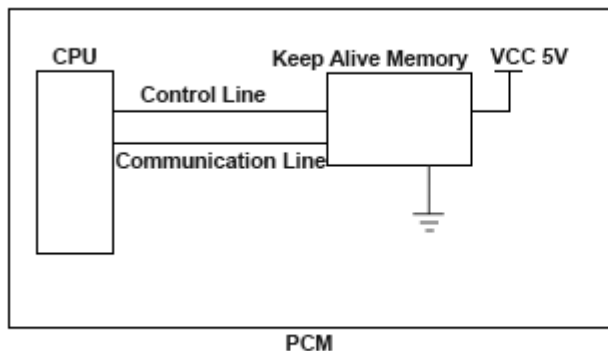 CPU
Keep Alive Memory
VCC 5V
Control Line
Communication Line
PCM